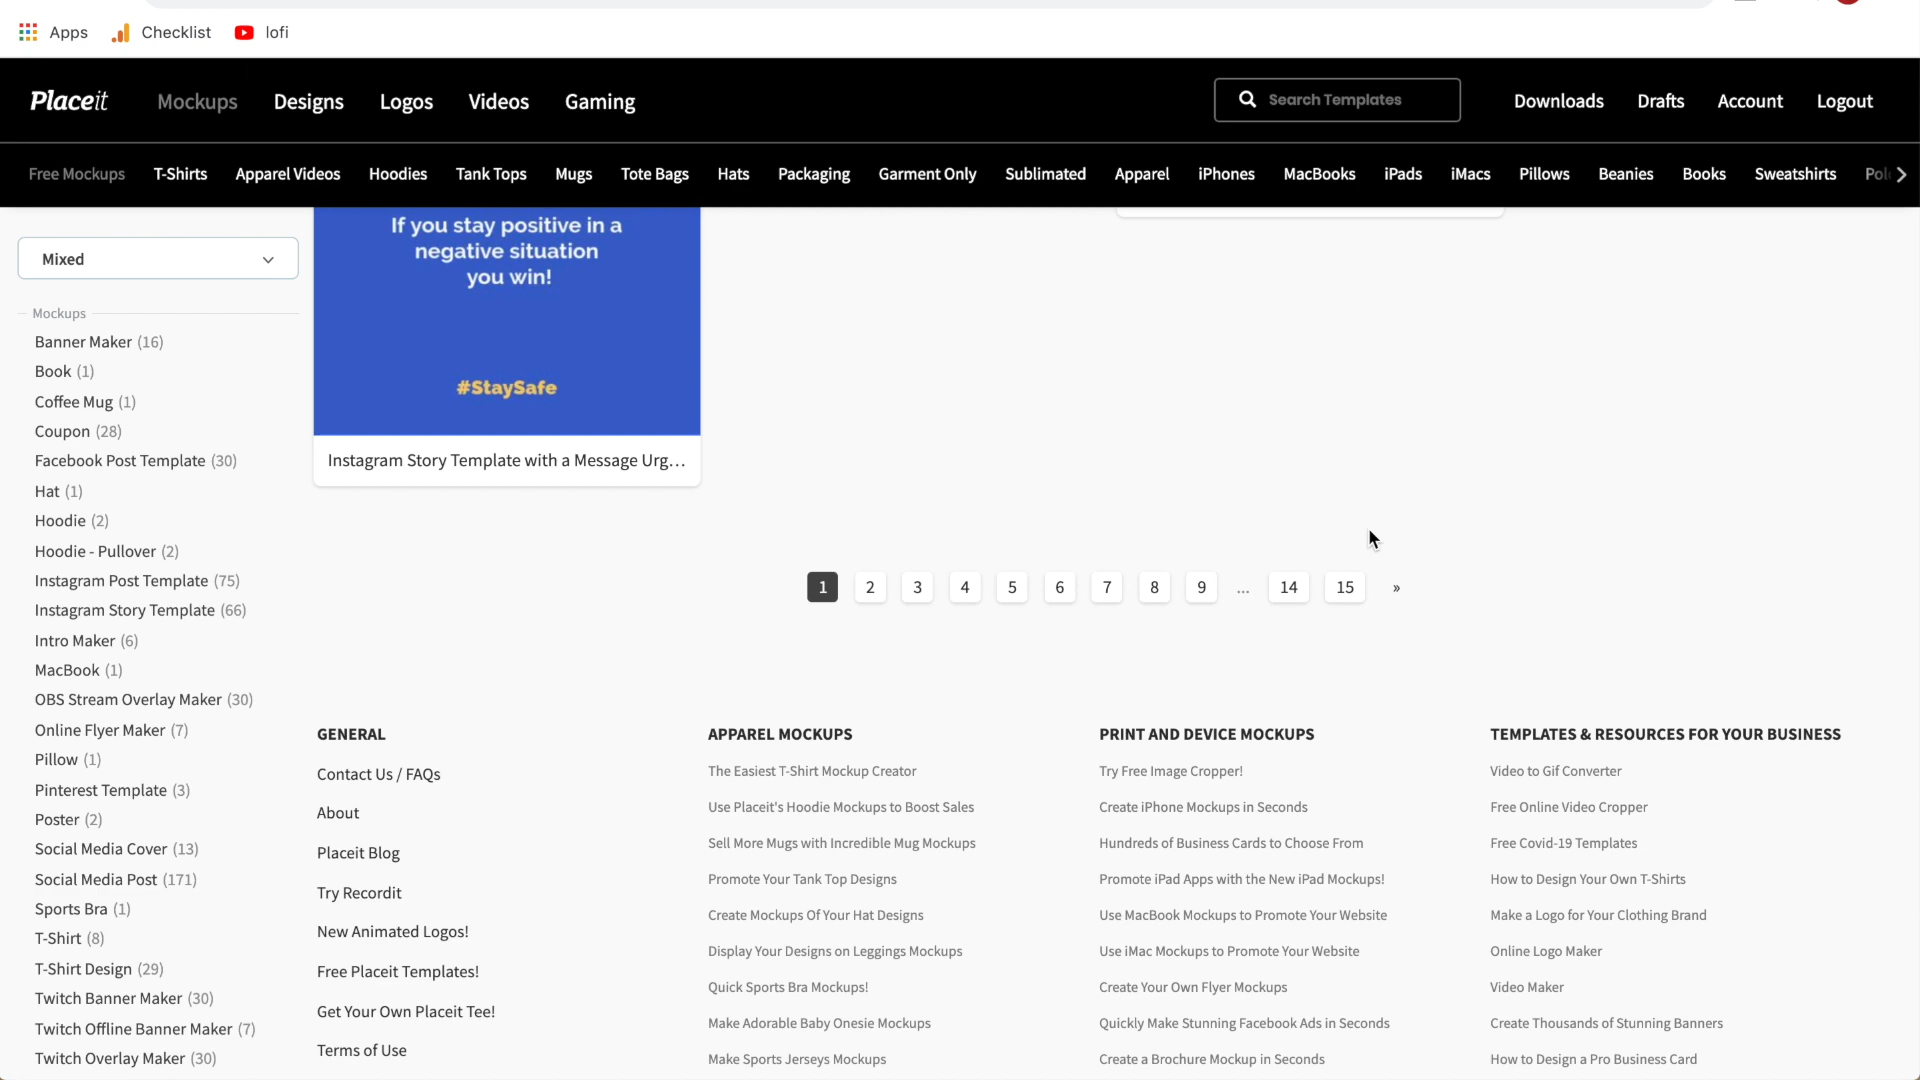 Apps
Checklist
lofi
Placeit
Mockups
Designs
Logos
Videos
Gaming
Search Templates
Downloads
Drafts
Account
Logout
Free Mockups
T-Shirts
Apparel Videos
Hoodies
Tank Tops
Mugs
Tote Bags
Hats
Packaging
Garment Only
Sublimated
Apparel
iPhones
MacBooks
iPads
iMacs
Pillows
Beanies
Books
Sweatshirts
Mixed
Mockups
Banner Maker (16)
Book (1)
Coffee Mug (1)
Coupon (28)
Facebook Post Template (30)
Hat (1)
Hoodie (2)
Hoodie - Pullover (2)
Instagram Post Template (75)
Instagram Story Template (66)
Intro Maker (6)
MacBook (1)
OBS Stream Overlay Maker (30)
Online Flyer Maker (7)
Pillow (1)
Pinterest Template (3)
Poster (2)
Social Media Cover (13)
Social Media Post (171)
Sports Bra (1)
T-Shirt (8)
T-Shirt Design (29)
Twitch Banner Maker (30)
Twitch Offline Banner Maker (7)
Twitch Overlay Maker (30)
If you stay positive in a
negative situation
you win!
#StaySafe
Instagram Story Template with a Message Urg...
1 2 3 4 5 6 7 8 9 ... 14 15 »
GENERAL
Contact Us / FAQs
About
Placeit Blog
Try Recordit
New Animated Logos!
Free Placeit Templates!
Get Your Own Placeit Tee!
Terms of Use
APPAREL MOCKUPS
The Easiest T-Shirt Mockup Creator
Use Placeit's Hoodie Mockups to Boost Sales
Sell More Mugs with Incredible Mug Mockups
Promote Your Tank Top Designs
Create Mockups Of Your Hat Designs
Display Your Designs on Leggings Mockups
Quick Sports Bra Mockups!
Make Adorable Baby Onesie Mockups
Make Sports Jerseys Mockups
PRINT AND DEVICE MOCKUPS
Try Free Image Cropper!
Create iPhone Mockups in Seconds
Hundreds of Business Cards to Choose From
Promote iPad Apps with the New iPad Mockups!
Use MacBook Mockups to Promote Your Website
Use iMac Mockups to Promote Your Website
Create Your Own Flyer Mockups
Quickly Make Stunning Facebook Ads in Seconds
Create a Brochure Mockup in Seconds
TEMPLATES & RESOURCES FOR YOUR BUSINESS
Video to Gif Converter
Free Online Video Cropper
Free Covid-19 Templates
How to Design Your Own T-Shirts
Make a Logo for Your Clothing Brand
Online Logo Maker
Video Maker
Create Thousands of Stunning Banners
How to Design a Pro Business Card